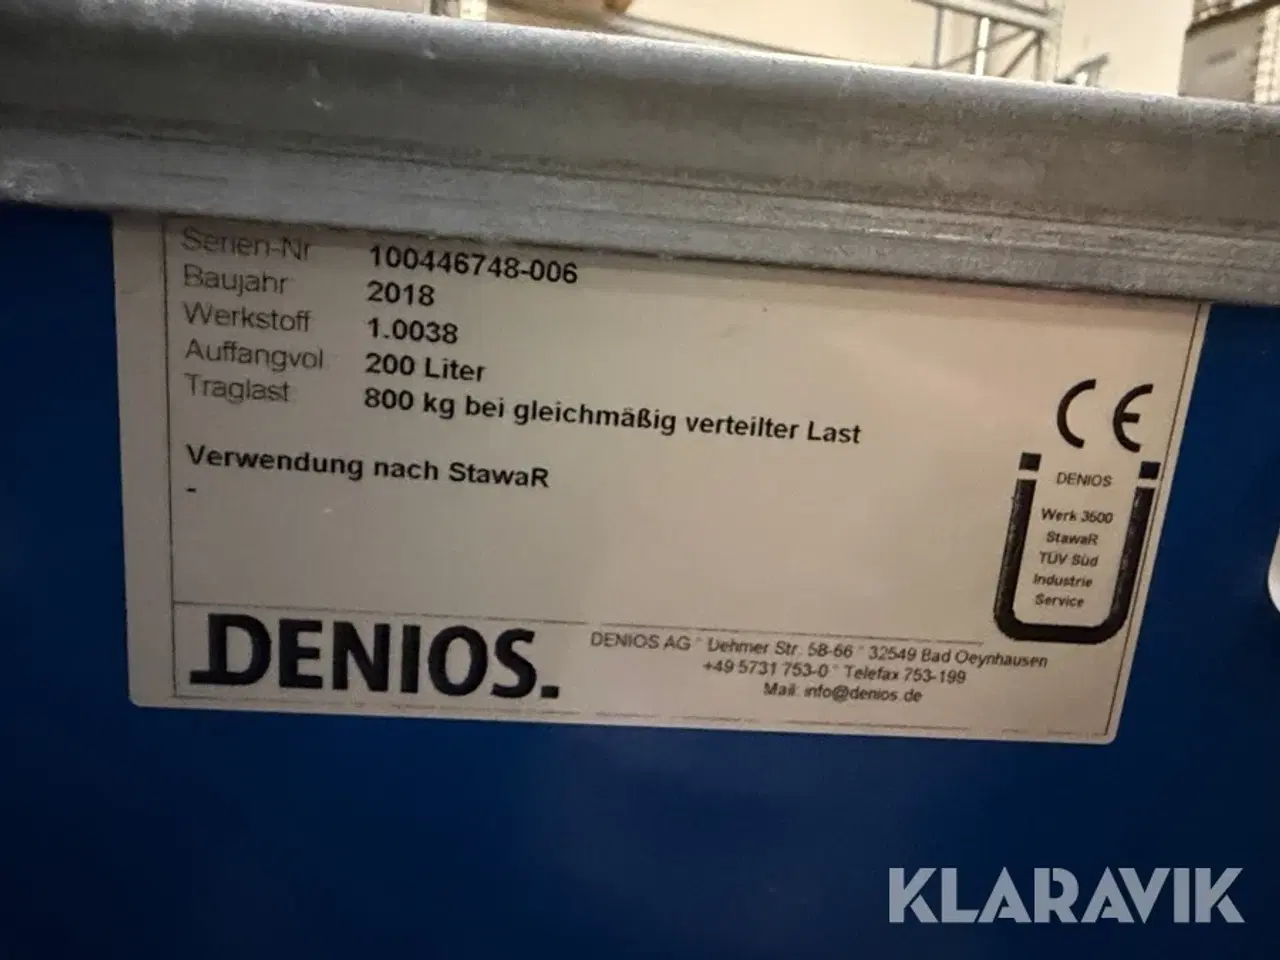 Serien-Nr 100446748-006
Baujahr 2018
Werkstoff 1.0038
Auffangvol 200 Liter
Traglast 800 kg bei gleichmäßig verteilter Last
Verwendung nach StawaR
-
CE
DENIOS
Werk 3600
StawaR
TÜV Süd
Industrie
Service
DENIOS.
DENIOS AG * Dehmer Str. 58-66 * 32549 Bad Oeynhausen
+49 5731 753-0 * Telefax 753-199
Mail: info@denios.de
KLARAVIK